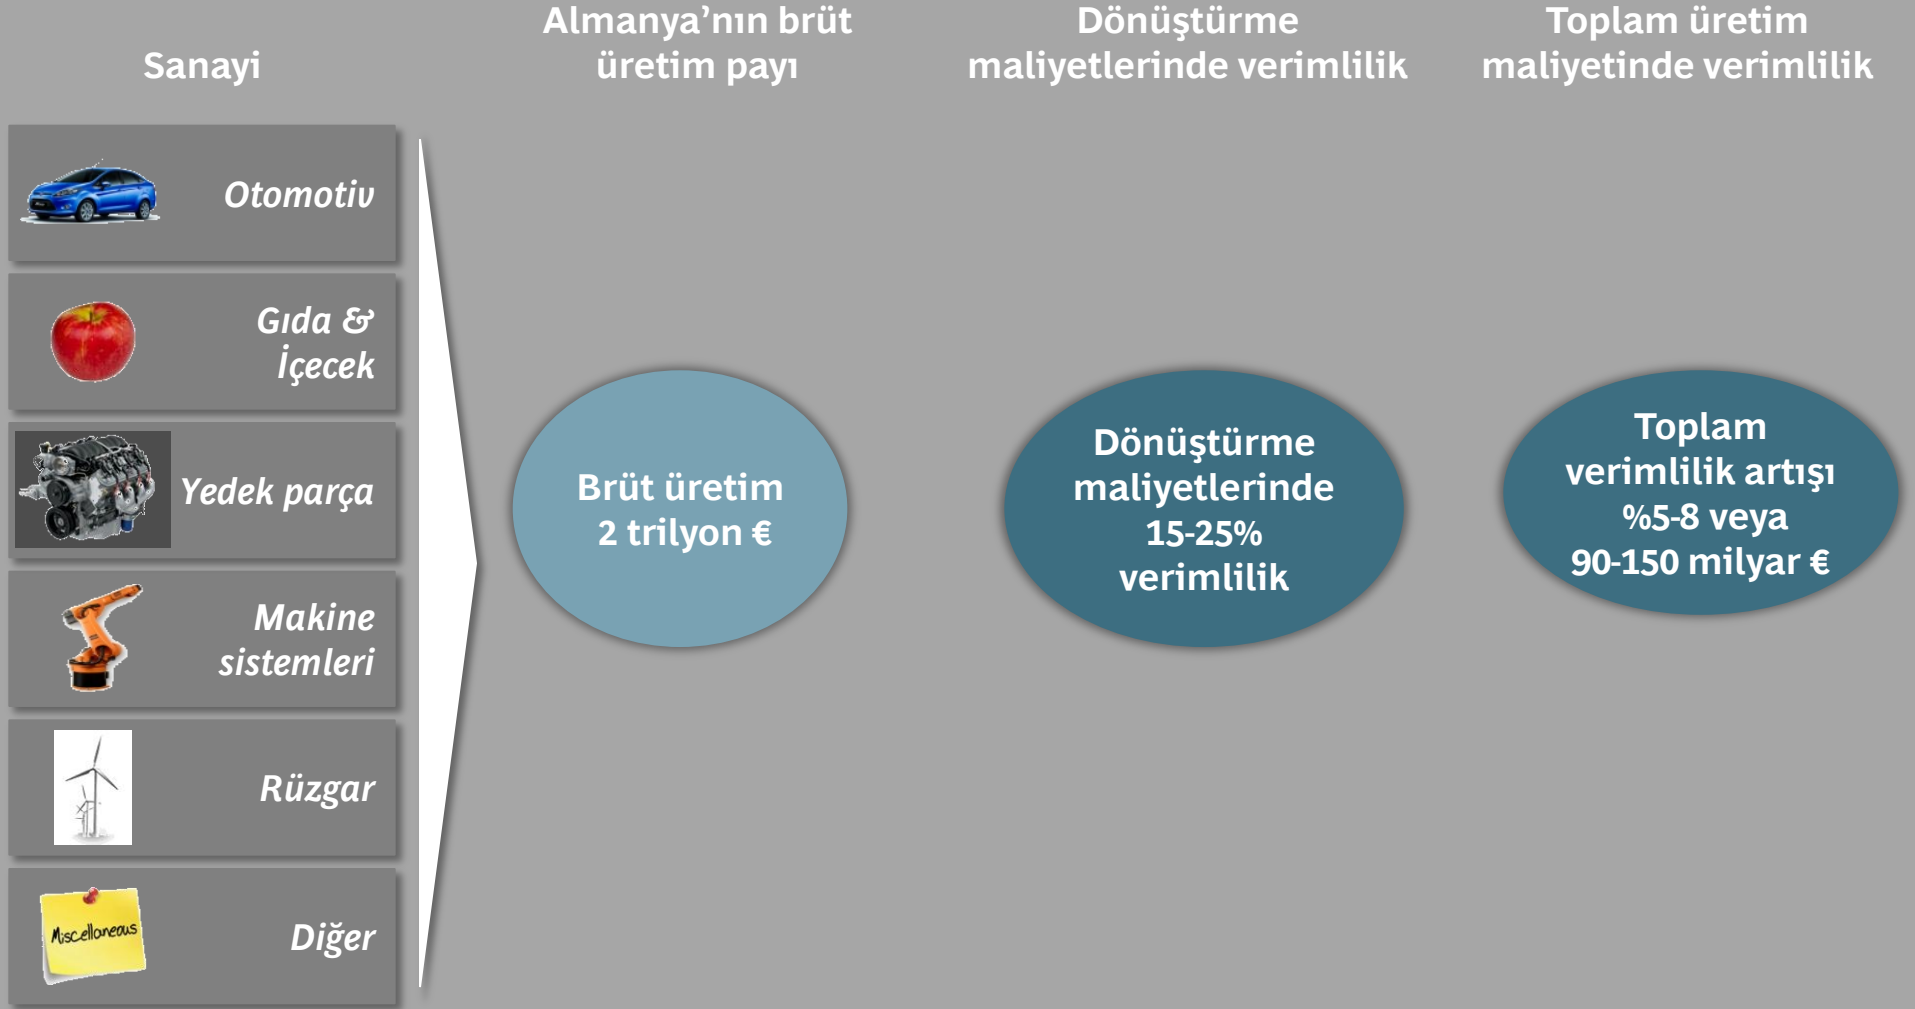 Sanayi
Almanya’nın brüt
üretim payı
Dönüştürme
maliyetlerinde verimlilik
Toplam üretim
maliyetinde verimlilik
Otomotiv
Gıda &
İçecek
Yedek parça
Makine
sistemleri
Rüzgar
Miscellaneous
Diğer
Brüt üretim
2 trilyon €
Dönüştürme
maliyetlerinde
15-25%
verimlilik
Toplam
verimlilik artışı
%5-8 veya
90-150 milyar €